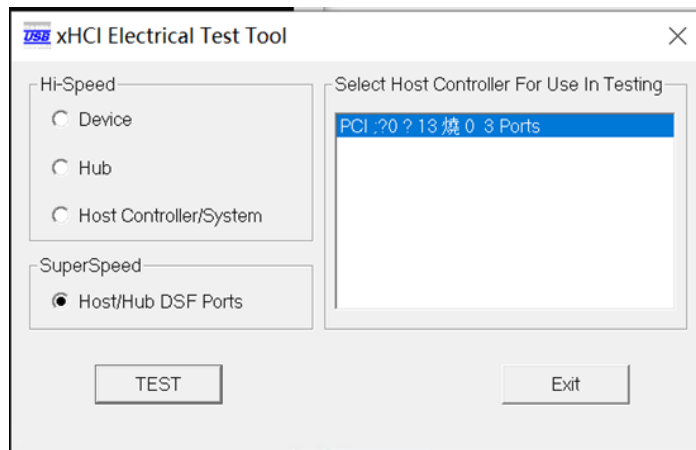 USB xHCI Electrical Test Tool
Hi-Speed
Device
Hub
Host Controller/System
SuperSpeed
Host/Hub DSF Ports
Select Host Controller For Use In Testing
PCI :?0 ? 13 燒 0 3 Ports
TEST
Exit